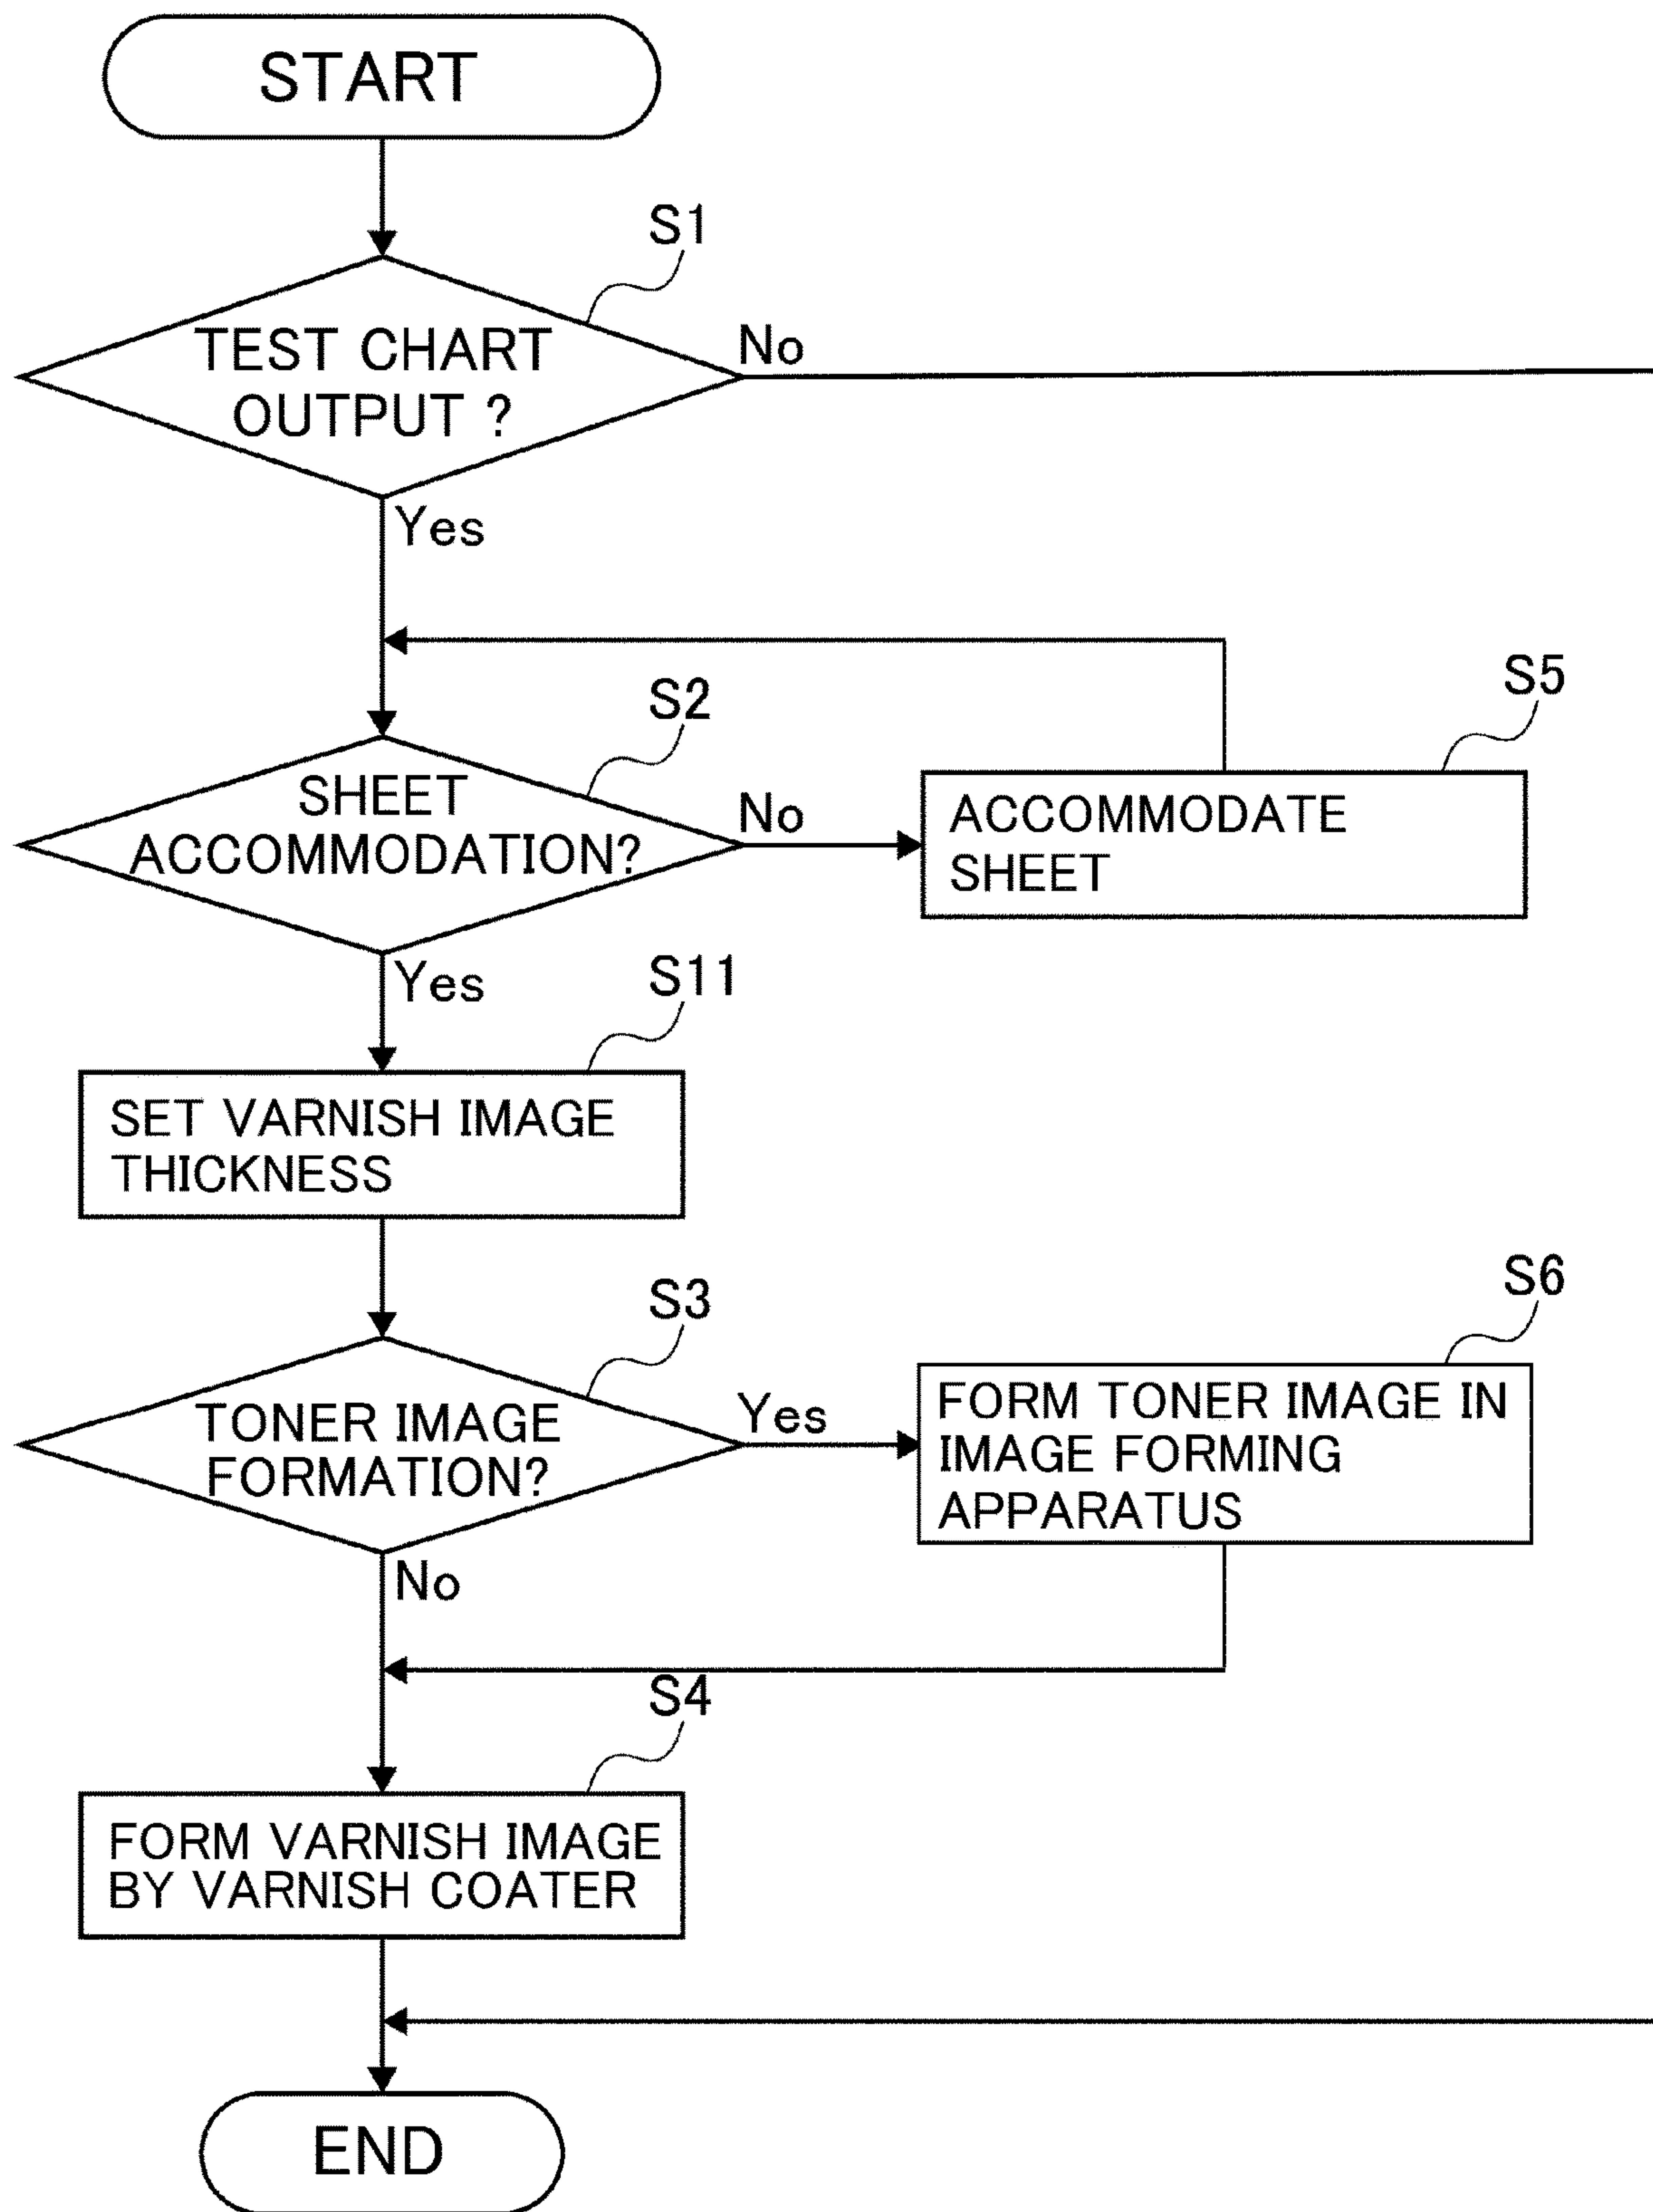 START
S1
TEST CHART
OUTPUT ?
No
Yes
S2
SHEET
ACCOMMODATION?
No
S5
ACCOMMODATE
SHEET
Yes
S11
SET VARNISH IMAGE
THICKNESS
S3
TONER IMAGE
FORMATION?
Yes
S6
FORM TONER IMAGE IN
IMAGE FORMING
APPARATUS
No
S4
FORM VARNISH IMAGE
BY VARNISH COATER
END